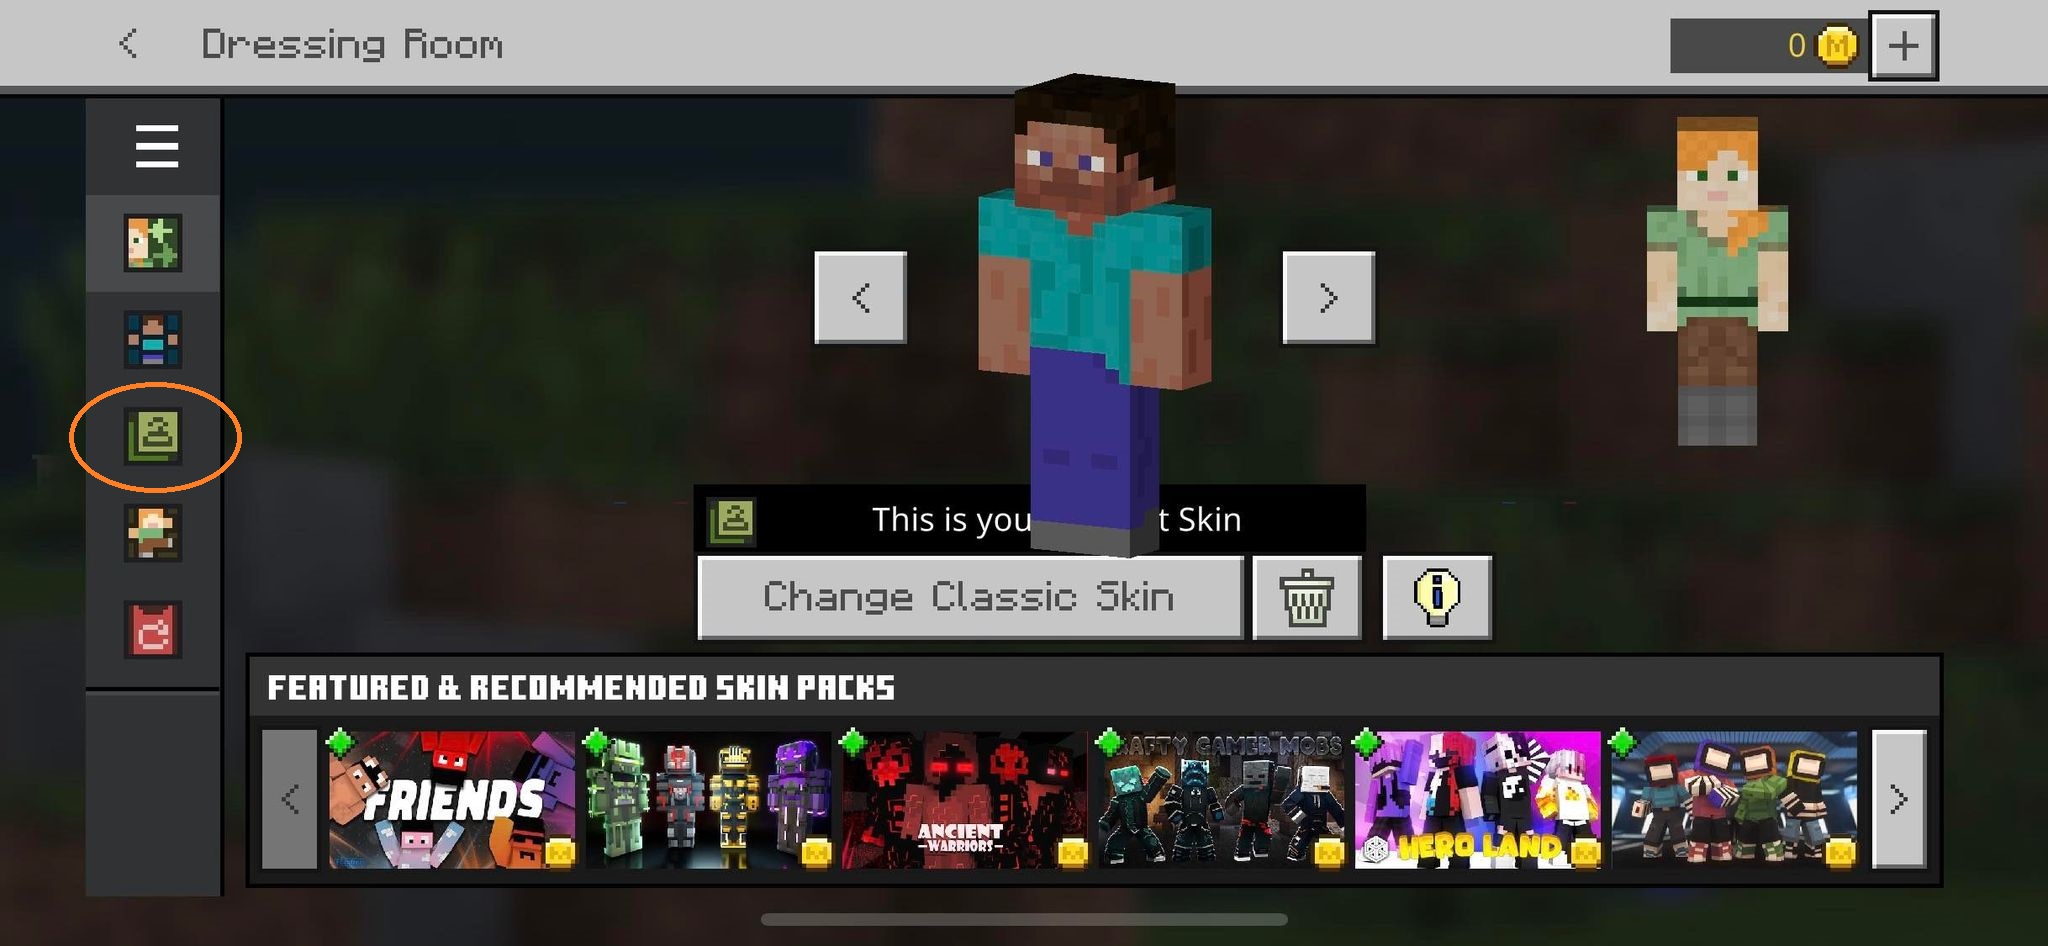 Dressing Room
0
This is you t Skin
Change Classic Skin
FEATURED & RECOMMENDED SKIN PACKS
FRIENDS
ANCIENT
-WARRIORS-
RAFTY GAMER MOBS
HERO LAND